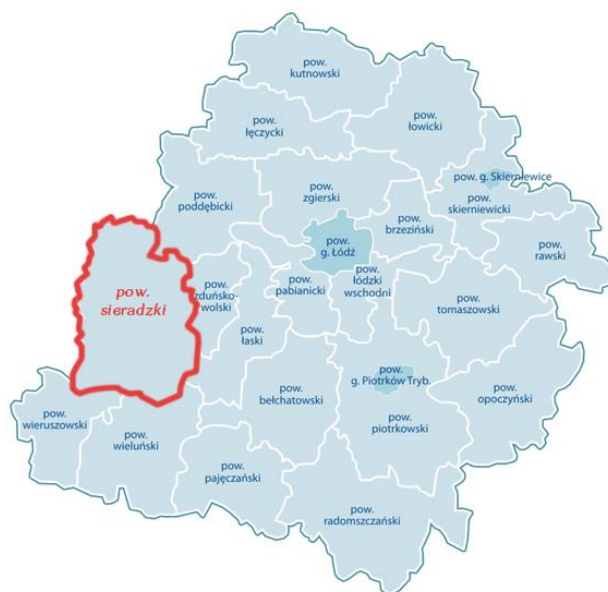 pow.
kutnowski
pow.
łęczycki
pow.
łowicki
pow. g. Skierniewice
pow.
skierniewicki
pow.
poddębicki
pow.
zgierski
pow.
brzeziński
pow.
rawski
pow.
g. Łódź
pow.
sieradzki
pow.
zduńsko-
wolski
pow.
pabianicki
pow.
łódzki
wschodni
pow.
tomaszowski
pow.
łaski
pow.
g. Piotrków Tryb.
pow.
bełchatowski
pow.
opoczyński
pow.
wieruszowski
pow.
wieluński
pow.
piotrkowski
pow.
pajęczański
pow.
radomszczański